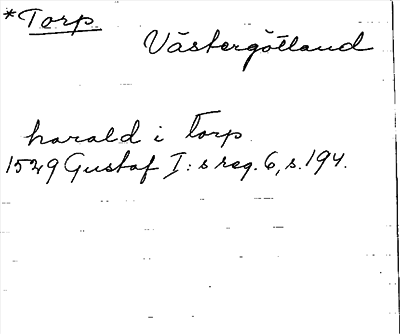 *Torp
Västergötland
harald i Torp
1529 Gustaf I:s reg. 6, s. 194.